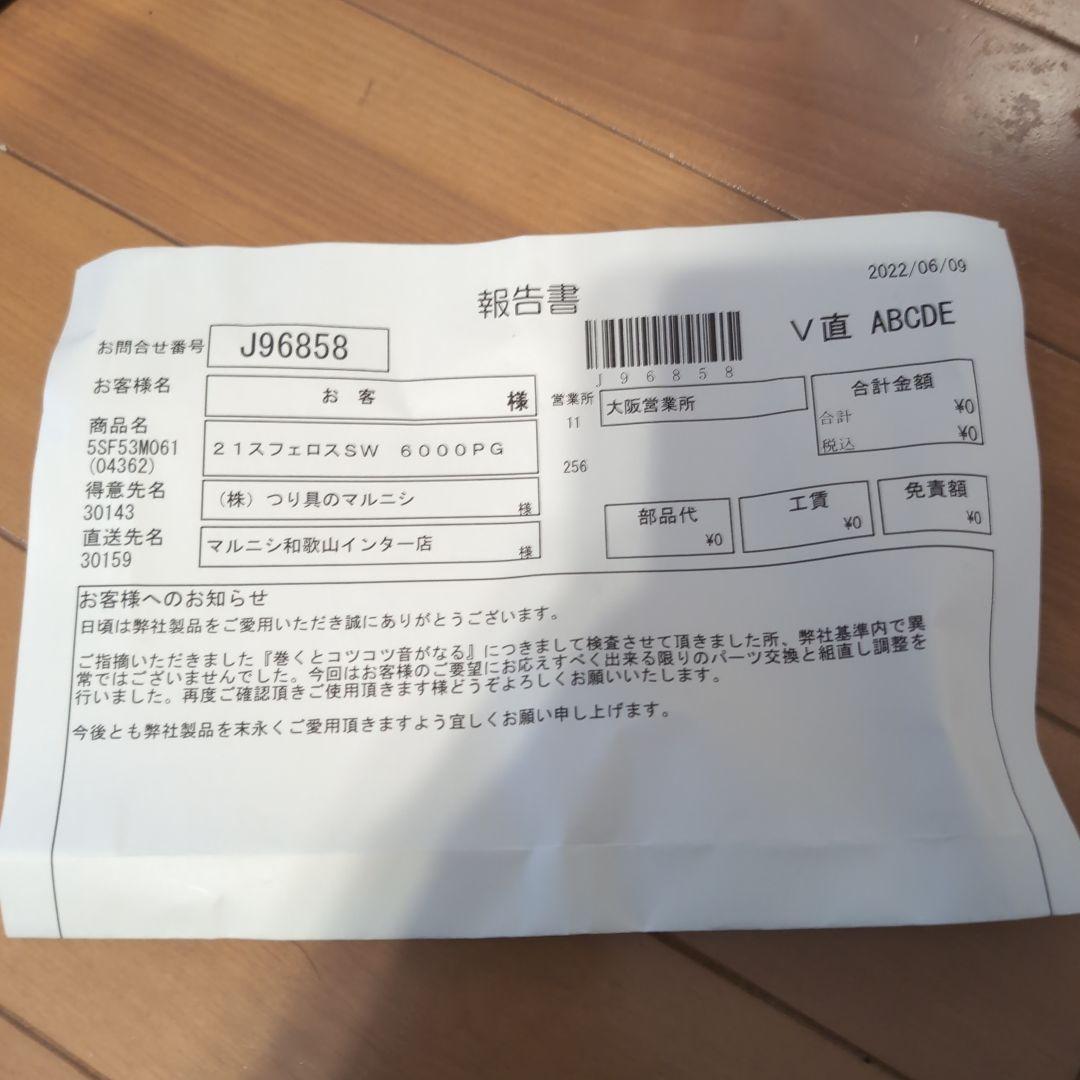 2022/06/09
報告書
V直 ABCDE
お問合せ番号 J96858
J96858
お客様名 お 客 様
営業所 大阪営業所
11
合計金額
合計 ¥0
税込 ¥0
商品名
5SF53M061
(04362)
21スフェロスSW 6000PG
256
得意先名
30143
(株)つり具のマルニシ 様
部品代 ¥0
工賃 ¥0
免責額 ¥0
直送先名
30159
マルニシ和歌山インター店 様
お客様へのお知らせ
日頃は弊社製品をご愛用いただき誠にありがとうございます。
ご指摘いただきました『巻くとコツコツ音がなる』につきまして検査させて頂きました所、弊社基準内で異
常ではございませんでした。今回はお客様のご要望にお応えすべく出来る限りのパーツ交換と組直し調整を
行いました。再度ご確認頂きご使用頂きます様どうぞよろしくお願いいたします。
今後とも弊社製品を末永くご愛用頂きますよう宜しくお願い申し上げます。